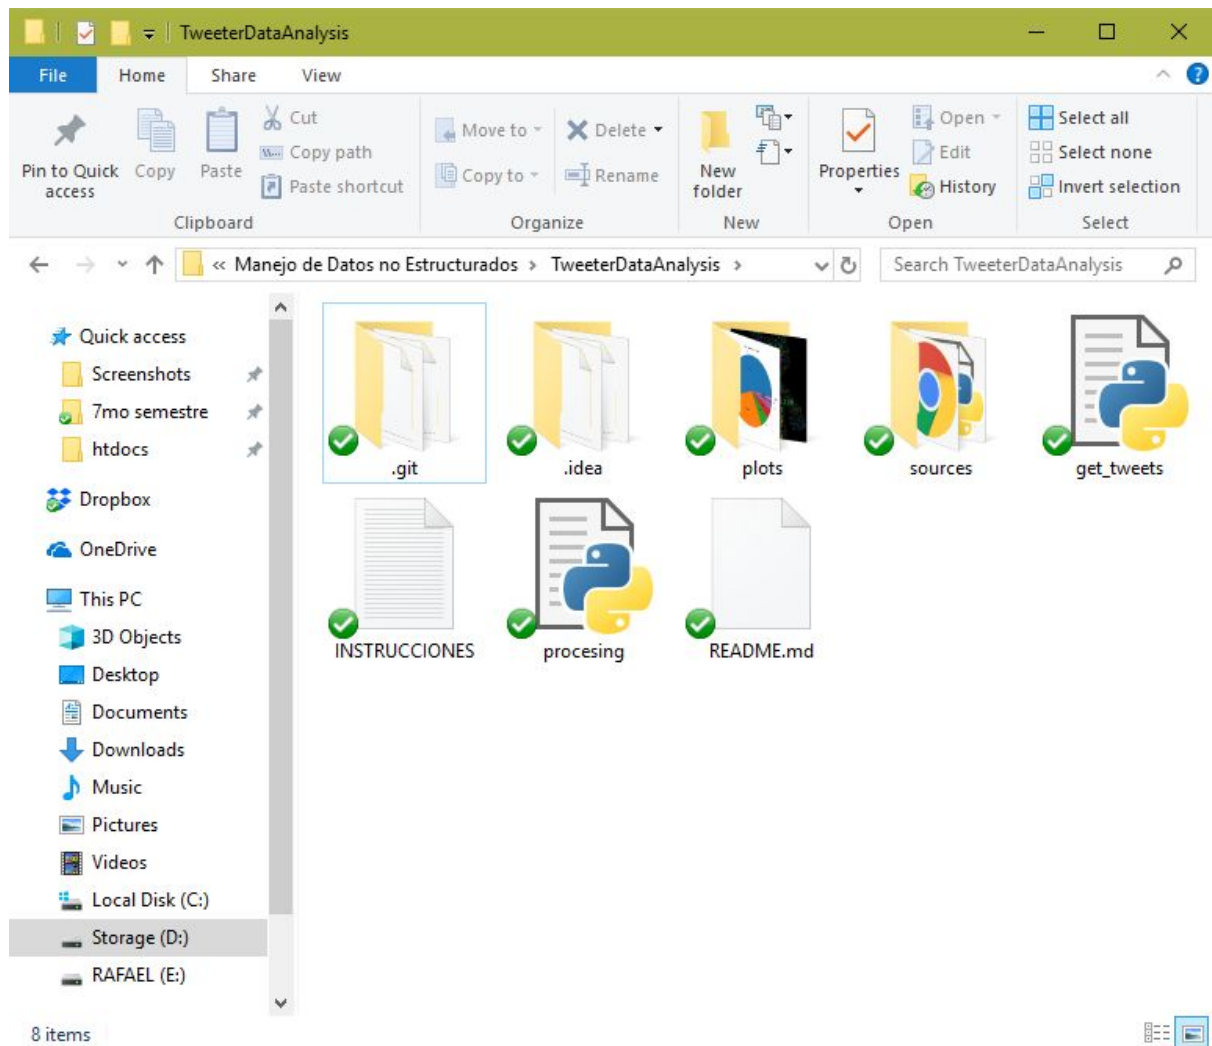 TweeterDataAnalysis
File Home Share View
Pin to Quick access
Copy
Paste
Cut
Copy path
Paste shortcut
Clipboard
Move to
Copy to
Delete
Rename
Organize
New folder
New
Properties
Open
Edit
History
Open
Select all
Select none
Invert selection
Select
« Manejo de Datos no Estructurados > TweeterDataAnalysis >
Search TweeterDataAnalysis
Quick access
Screenshots
7mo semestre
htdocs
Dropbox
OneDrive
This PC
3D Objects
Desktop
Documents
Downloads
Music
Pictures
Videos
Local Disk (C:)
Storage (D:)
RAFAEL (E:)
.git
.idea
plots
sources
get_tweets
INSTRUCCIONES
procesing
README.md
8 items